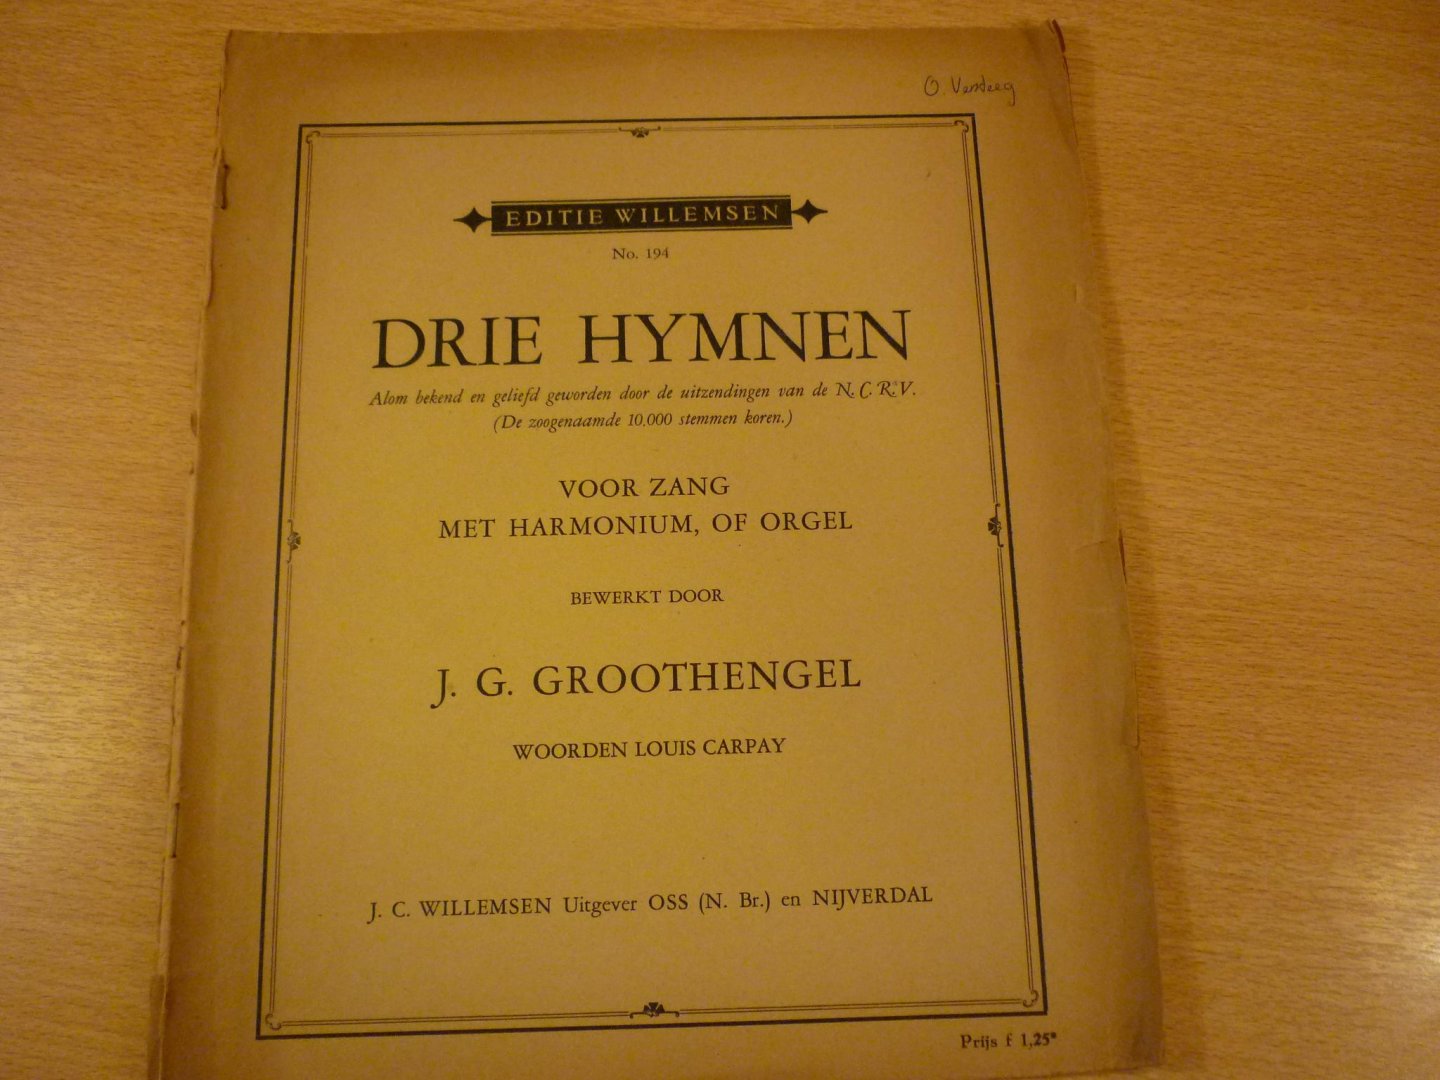 O. Versteeg
EDITIE WILLEMSEN
No. 194
DRIE HYMNEN
Alom bekend en geliefd geworden door de uitzendingen van de N. C. R. V.
(De zoogenaamde 10.000 stemmen koren.)
VOOR ZANG
MET HARMONIUM, OF ORGEL
BEWERKT DOOR
J. G. GROOTHENGEL
WOORDEN LOUIS CARPAY
J. C. WILLEMSEN Uitgever OSS (N. Br.) en NIJVERDAL
Prijs f 1,25*